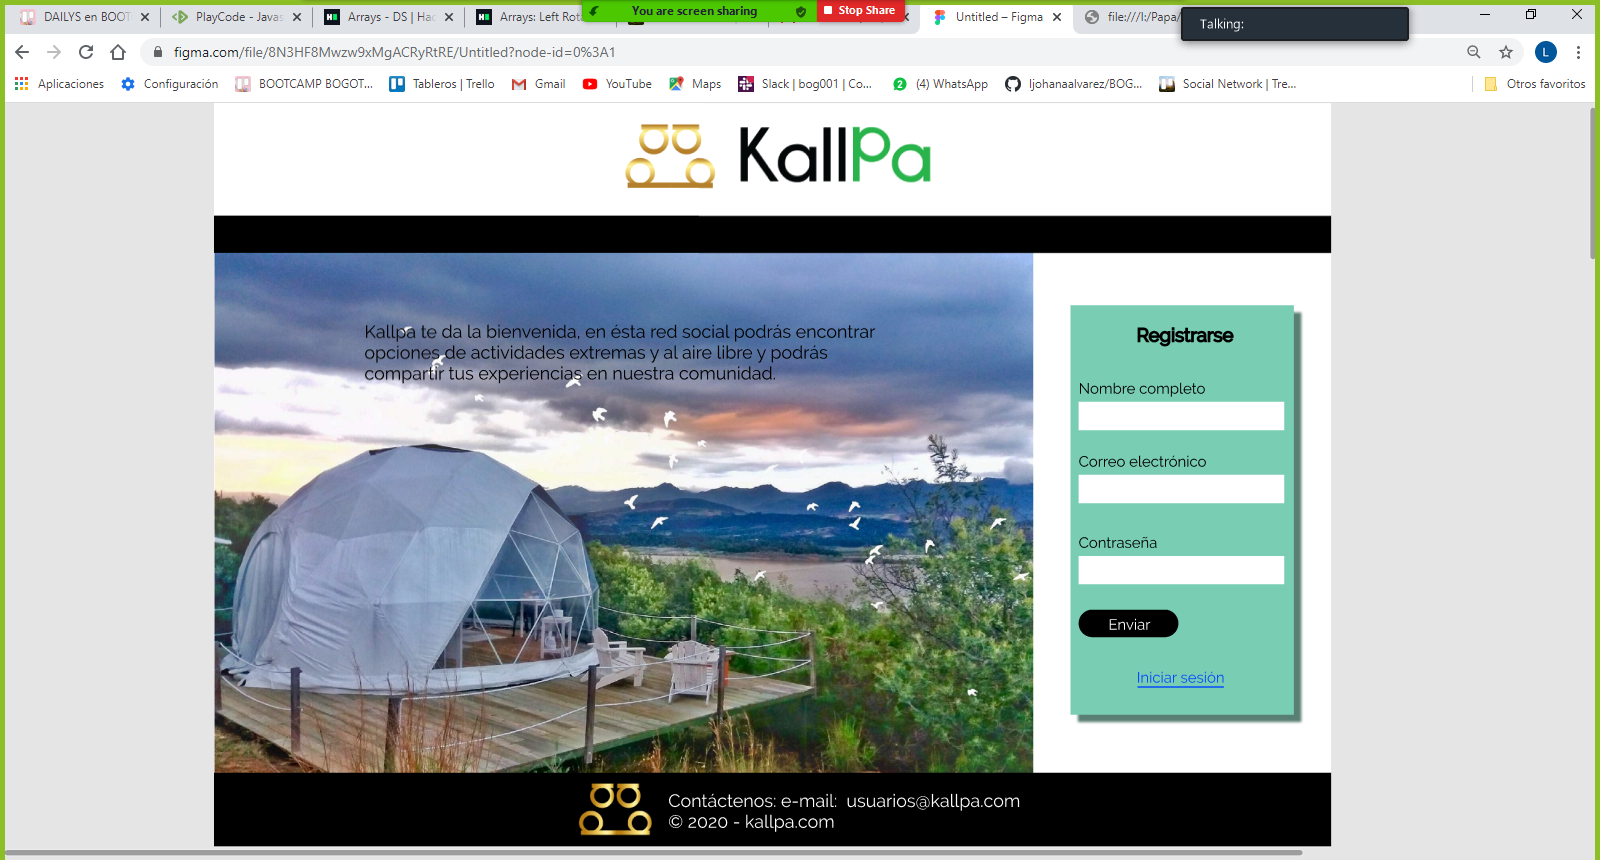 DAILYS en BOOT
PlayCode - Javas
Arrays - DS | Hac
Arrays: Left Rot
You are screen sharing
Stop Share
Untitled – Figma
file:///I:/Papa/
Talking:
figma.com/file/8N3HF8Mwzw9xMgACRyRtRE/Untitled?node-id=0%3A1
L
Aplicaciones
Configuración
BOOTCAMP BOGOT...
Tableros | Trello
Gmail
YouTube
Maps
Slack | bog001 | Co...
(4) WhatsApp
ljohanaalvarez/BOG...
Social Network | Tre...
Otros favoritos
KallPa
Kallpa te da la bienvenida, en ésta red social podrás encontrar
opciones de actividades extremas y al aire libre y podrás
compartir tus experiencias en nuestra comunidad.
Registrarse
Nombre completo
Correo electrónico
Contraseña
Enviar
Iniciar sesión
Contáctenos: e-mail: usuarios@kallpa.com
© 2020 - kallpa.com